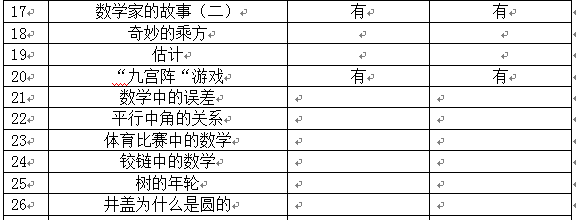 17 数学家的故事（二） 有 有
18 奇妙的乘方
19 估计
20 “九宫阵“游戏 有 有
21 数学中的误差
22 平行中角的关系
23 体育比赛中的数学
24 铰链中的数学
25 树的年轮
26 井盖为什么是圆的